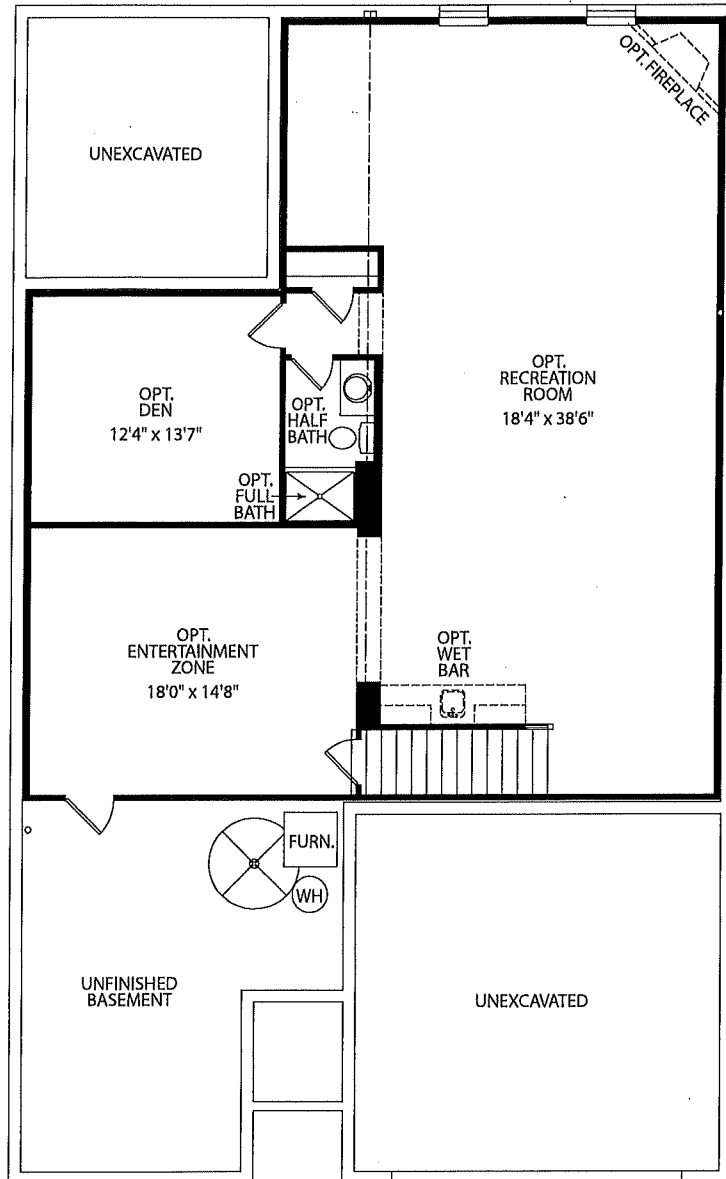 OPT. FIREPLACE
UNEXCAVATED
OPT.
RECREATION
ROOM
18'4" x 38'6"
OPT.
DEN
12'4" x 13'7"
OPT.
HALF
BATH
OPT.
FULL
BATH
OPT.
ENTERTAINMENT
ZONE
18'0" x 14'8"
OPT.
WET
BAR
FURN.
WH
UNFINISHED
BASEMENT
UNEXCAVATED